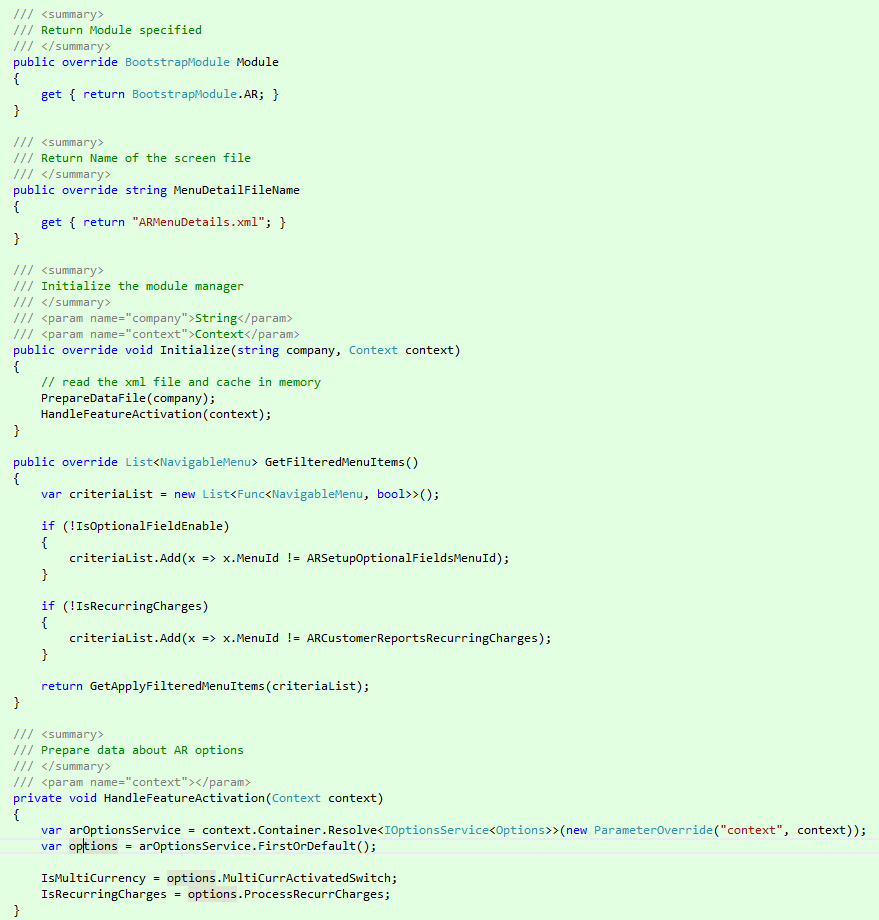 /// <summary>
/// Return Module specified
/// </summary>
public override BootstrapModule Module
{
    get { return BootstrapModule.AR; }
}

/// <summary>
/// Return Name of the screen file
/// </summary>
public override string MenuDetailFileName
{
    get { return "ARMenuDetails.xml"; }
}

/// <summary>
/// Initialize the module manager
/// </summary>
/// <param name="company">String</param>
/// <param name="context">Context</param>
public override void Initialize(string company, Context context)
{
    // read the xml file and cache in memory
    PrepareDataFile(company);
    HandleFeatureActivation(context);
}

public override List<NavigableMenu> GetFilteredMenuItems()
{
    var criteriaList = new List<Func<NavigableMenu, bool>>();

    if (!IsOptionalFieldEnable)
    {
        criteriaList.Add(x => x.MenuId != ARSetupOptionalFieldsMenuId);
    }

    if (!IsRecurringCharges)
    {
        criteriaList.Add(x => x.MenuId != ARCustomerReportsRecurringCharges);
    }

    return GetApplyFilteredMenuItems(criteriaList);
}

/// <summary>
/// Prepare data about AR options
/// </summary>
/// <param name="context"></param>
private void HandleFeatureActivation(Context context)
{
    var arOptionsService = context.Container.Resolve<IOptionsService<Options>>(new ParameterOverride("context", context));
    var options = arOptionsService.FirstOrDefault();

    IsMultiCurrency = options.MultiCurrActivatedSwitch;
    IsRecurringCharges = options.ProcessRecurrCharges;
}